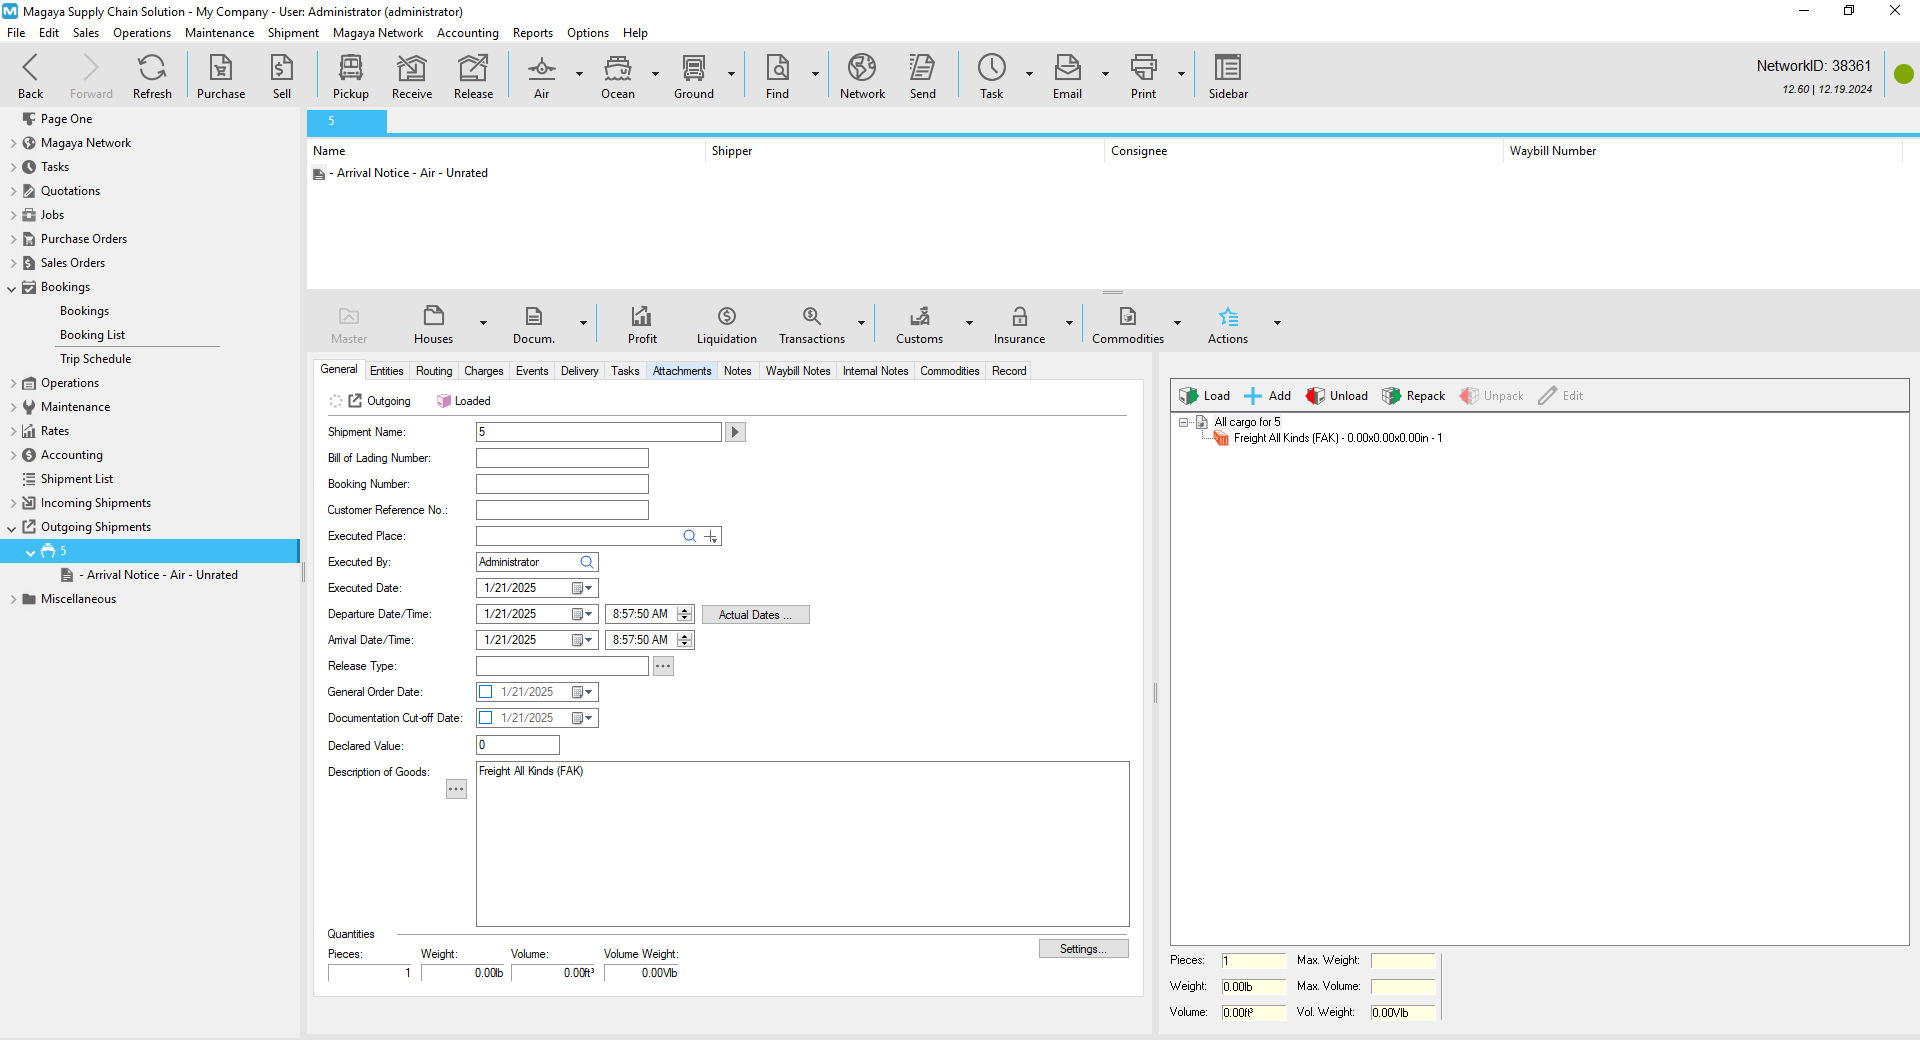 Magaya Supply Chain Solution - My Company - User: Administrator (administrator)
File Edit Sales Operations Maintenance Shipment Magaya Network Accounting Reports Options Help
Back Forward Refresh Purchase Sell Pickup Receive Release Air Ocean Ground Find Network Send Task Email Print Sidebar
NetworkID: 38361
12.60 | 12.19.2024
Page One
Magaya Network
Tasks
Quotations
Jobs
Purchase Orders
Sales Orders
Bookings
Bookings
Booking List
Trip Schedule
Operations
Maintenance
Rates
Accounting
Shipment List
Incoming Shipments
Outgoing Shipments
5
- Arrival Notice - Air - Unrated
Miscellaneous
5
Name Shipper Consignee Waybill Number
- Arrival Notice - Air - Unrated
Master Houses Docum. Profit Liquidation Transactions Customs Insurance Commodities Actions
General Entities Routing Charges Events Delivery Tasks Attachments Notes Waybill Notes Internal Notes Commodities Record
Outgoing Loaded
Shipment Name: 5
Bill of Lading Number:
Booking Number:
Customer Reference No.:
Executed Place:
Executed By: Administrator
Executed Date: 1/21/2025
Departure Date/Time: 1/21/2025 8:57:50 AM Actual Dates ...
Arrival Date/Time: 1/21/2025 8:57:50 AM
Release Type: ...
General Order Date: 1/21/2025
Documentation Cut-off Date: 1/21/2025
Declared Value: 0
Description of Goods: Freight All Kinds (FAK)
...
Quantities
Settings...
Pieces: Weight: Volume: Volume Weight:
1 0.00lb 0.00ft³ 0.00Vlb
Load Add Unload Repack Unpack Edit
All cargo for 5
Freight All Kinds (FAK) - 0.00x0.00x0.00in - 1
Pieces: 1 Max. Weight:
Weight: 0.00lb Max. Volume:
Volume: 0.00ft³ Vol. Weight: 0.00Vlb